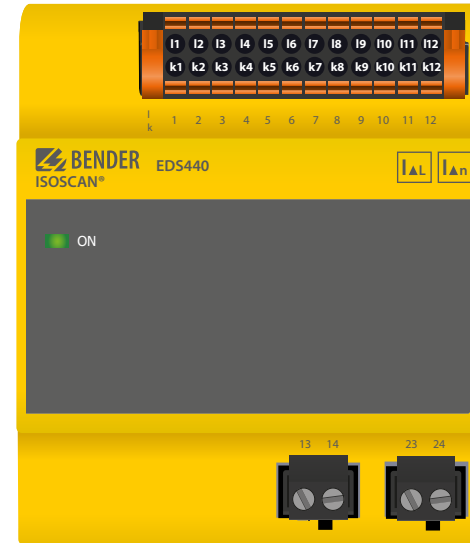 l1 l2 l3 l4 l5 l6 l7 l8 l9 l10 l11 l12
k1 k2 k3 k4 k5 k6 k7 k8 k9 k10 k11 k12
l
k 1 2 3 4 5 6 7 8 9 10 11 12
BENDER EDS440
ISOSCAN®
I▲L I▲n
ON
13 14 23 24